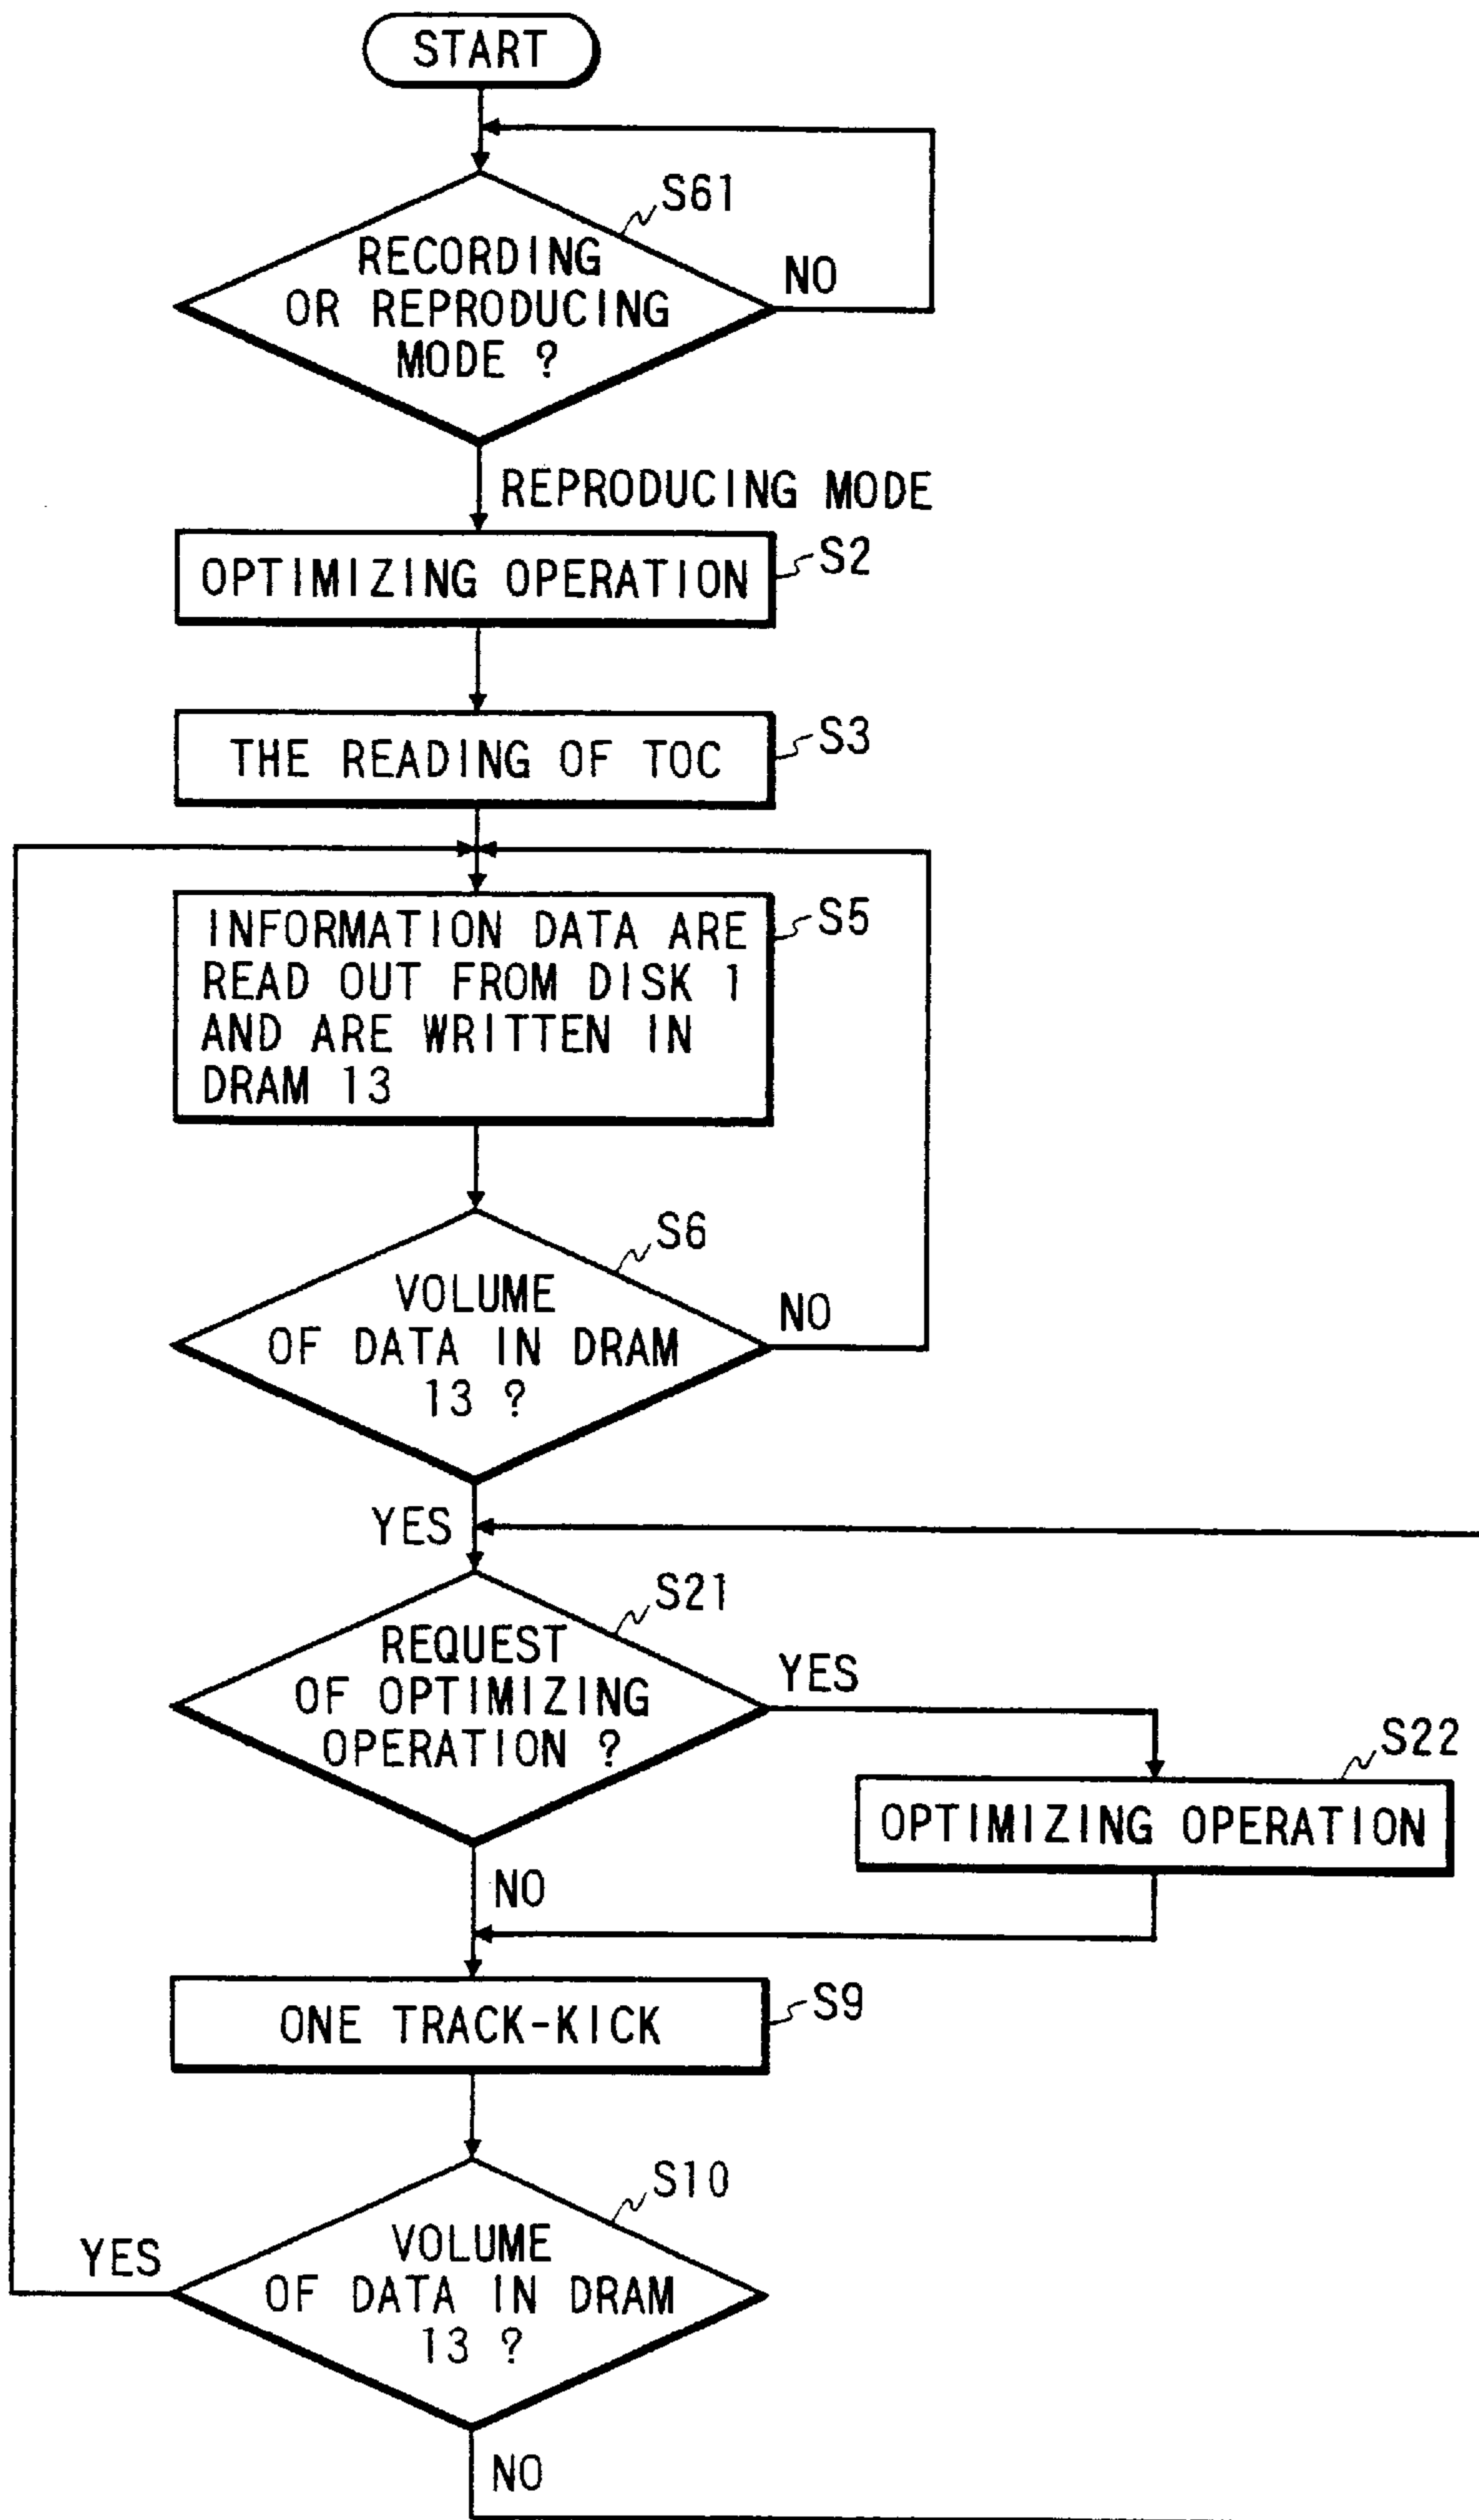 START
S61
RECORDING
OR REPRODUCING
MODE ?
NO
REPRODUCING MODE
S2
OPTIMIZING OPERATION
S3
THE READING OF TOC
S5
INFORMATION DATA ARE
READ OUT FROM DISK 1
AND ARE WRITTEN IN
DRAM 13
S6
VOLUME
OF DATA IN DRAM
13 ?
NO
YES
S21
REQUEST
OF OPTIMIZING
OPERATION ?
YES
S22
OPTIMIZING OPERATION
NO
S9
ONE TRACK-KICK
S10
VOLUME
OF DATA IN DRAM
13 ?
YES
NO